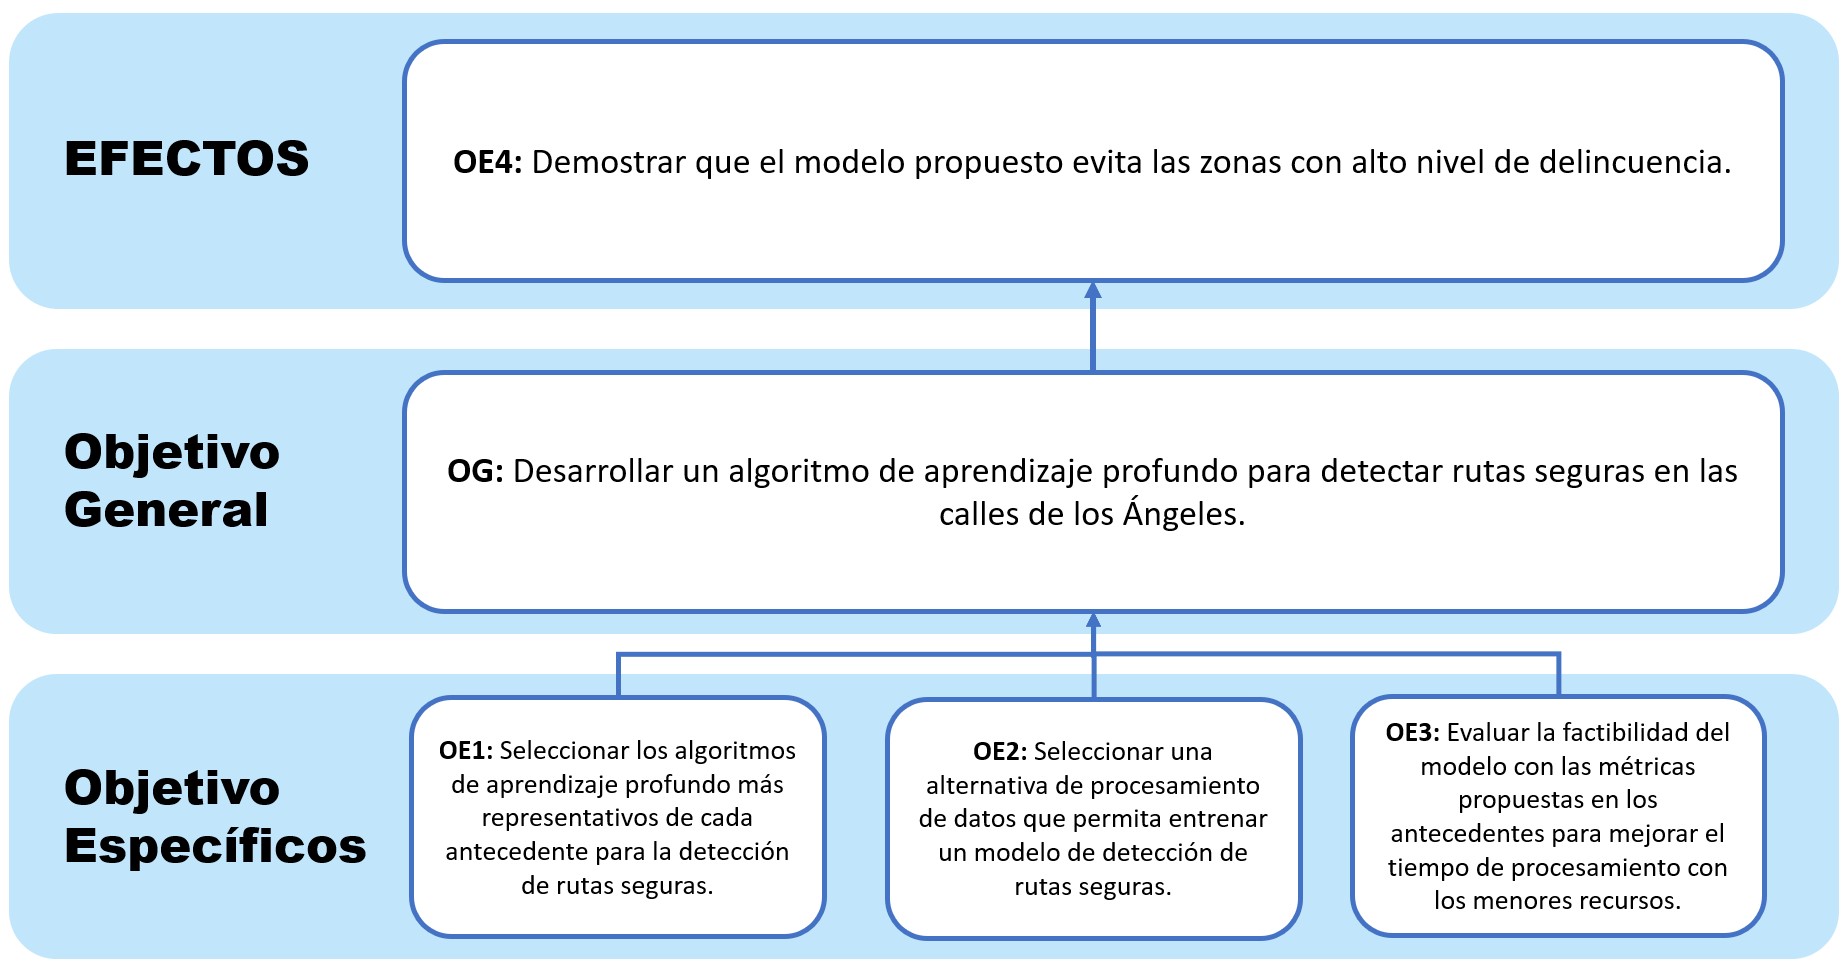 EFECTOS
OE4: Demostrar que el modelo propuesto evita las zonas con alto nivel de delincuencia.
Objetivo
General
OG: Desarrollar un algoritmo de aprendizaje profundo para detectar rutas seguras en las
calles de los Ángeles.
Objetivo
Específicos
OE1: Seleccionar los algoritmos
de aprendizaje profundo más
representativos de cada
antecedente para la detección
de rutas seguras.
OE2: Seleccionar una
alternativa de procesamiento
de datos que permita entrenar
un modelo de detección de
rutas seguras.
OE3: Evaluar la factibilidad del
modelo con las métricas
propuestas en los
antecedentes para mejorar el
tiempo de procesamiento con
los menores recursos.